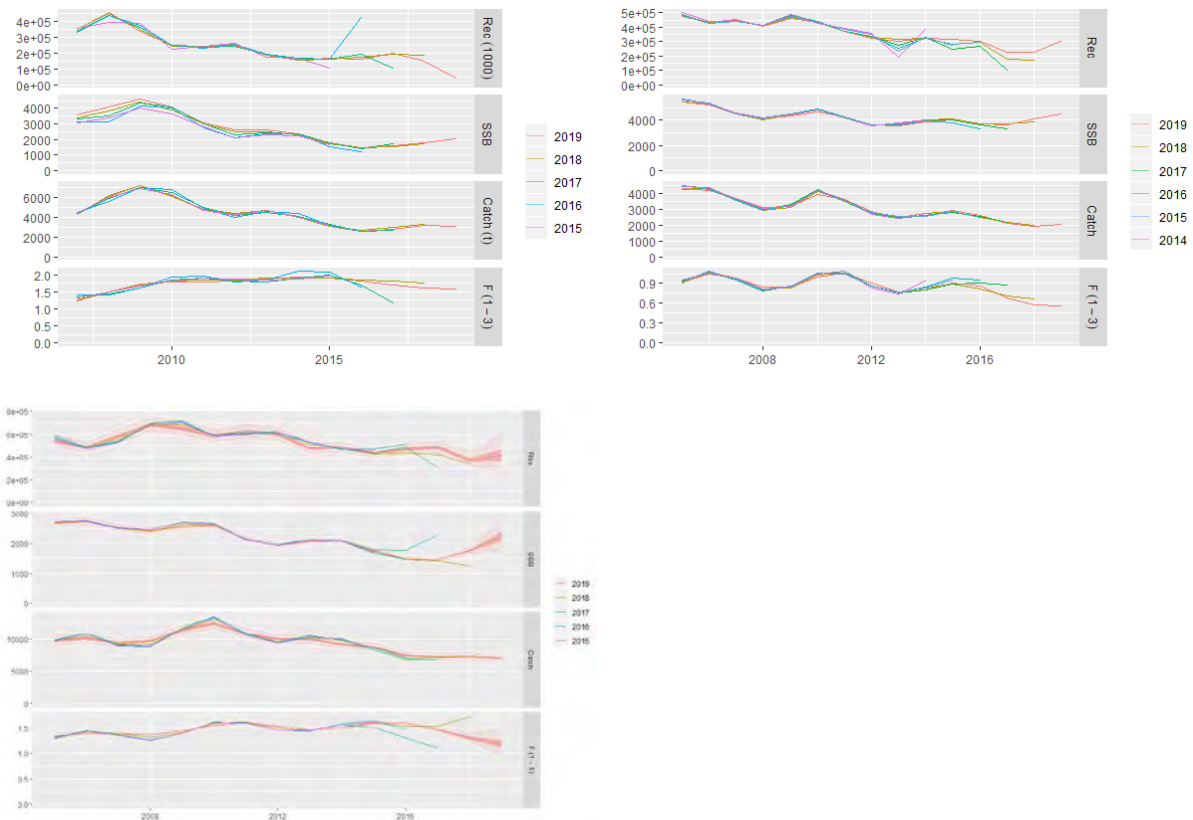 4e+05
3e+05
2e+05
1e+05
0e+00
Rec (1000)
4000
3000
2000
1000
0
SSB
6000
4000
2000
0
Catch (t)
2.0
1.5
1.0
0.5
0.0
F (1 – 3)
2010
2015
2019
2018
2017
2016
2015
5e+05
4e+05
3e+05
2e+05
1e+05
0e+00
Rec
4000
2000
0
SSB
4000
3000
2000
1000
0
Catch
0.9
0.6
0.3
0.0
F (1 – 3)
2008
2012
2016
2019
2018
2017
2016
2015
2014
8e+05
6e+05
4e+05
2e+05
0e+00
Rec
3000
2000
1000
0
SSB
10000
5000
0
Catch
1.5
1.0
0.5
0.0
F (1 - 3)
2008
2012
2016
2019
2018
2017
2016
2015